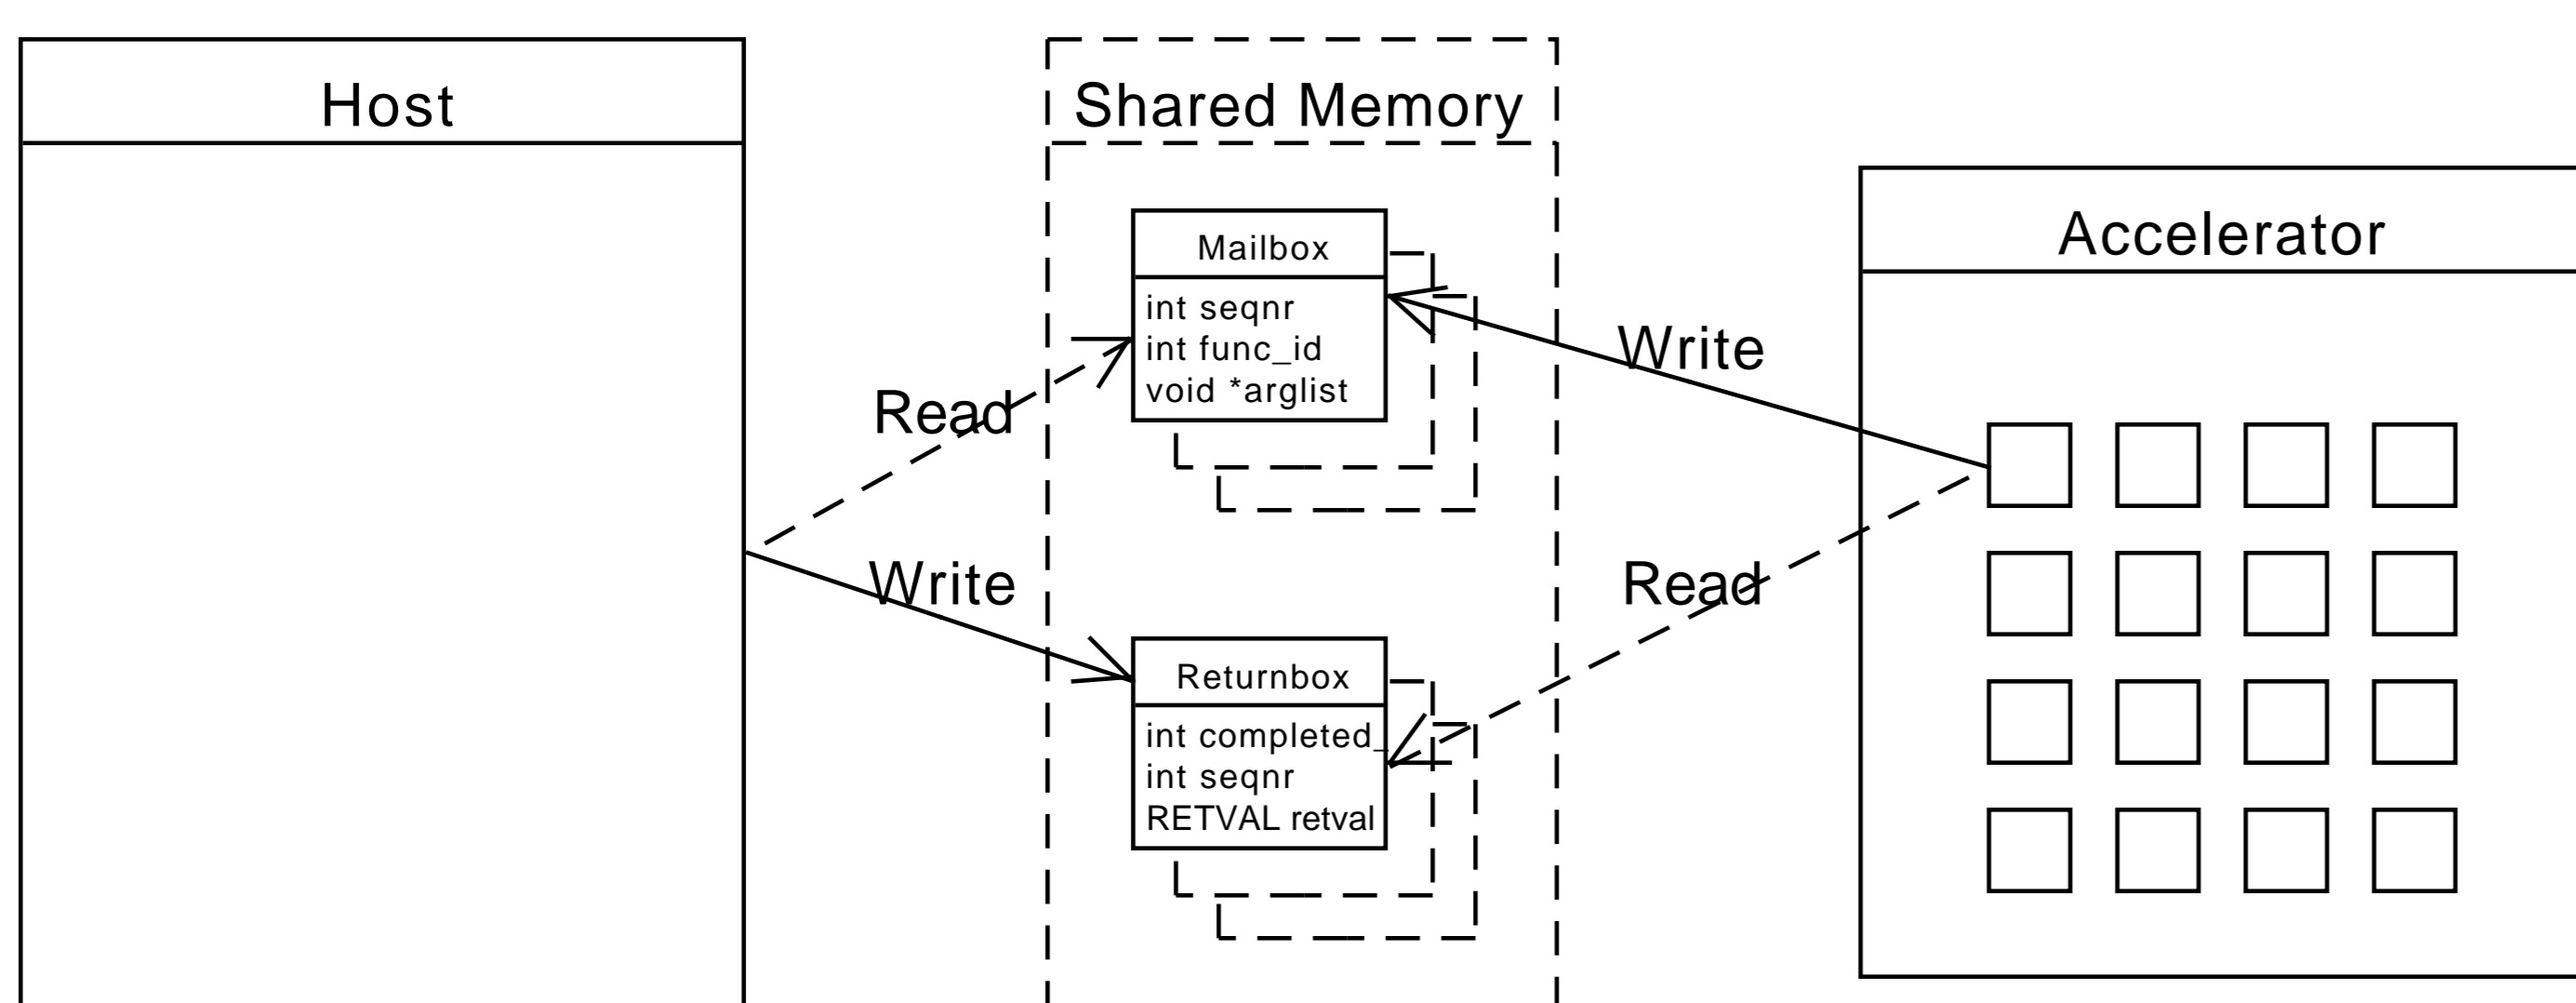 Host
Shared Memory
Accelerator
Mailbox
int seqnr
int func_id
void *arglist
Read
Write
Write
Read
Returnbox
int completed_
int seqnr
RETVAL retval